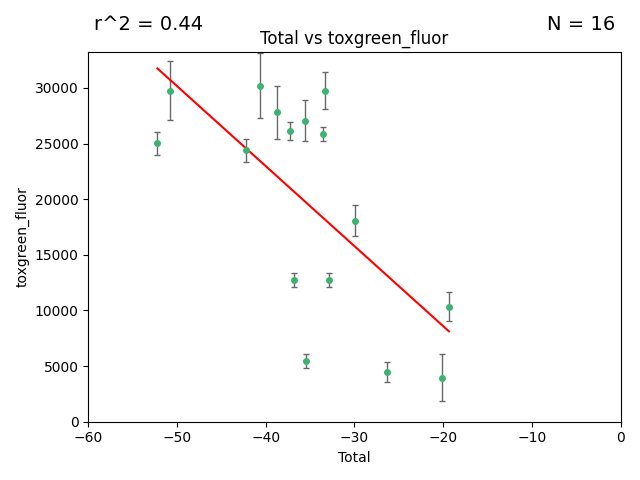 r^2 = 0.44
N = 16
Total vs toxgreen_fluor
toxgreen_fluor
30000
25000
20000
15000
10000
5000
0
−60
−50
−40
−30
−20
−10
0
Total